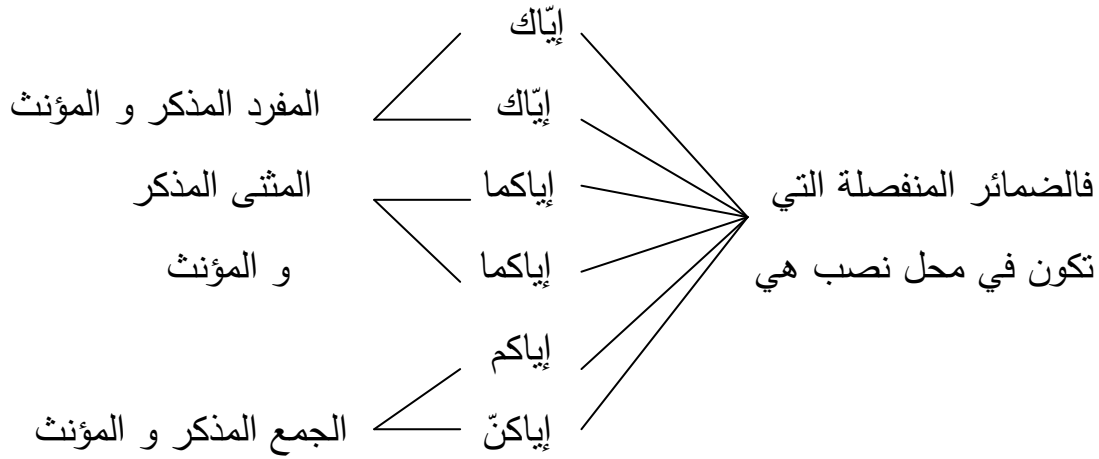 إيّاك
إيّاك
المفرد المذكر و المؤنث
فالضمائر المنفصلة التي
إياكما
المثنى المذكر
تكون في محل نصب هي
إياكما
و المؤنث
إياكم
إياكنّ
الجمع المذكر و المؤنث